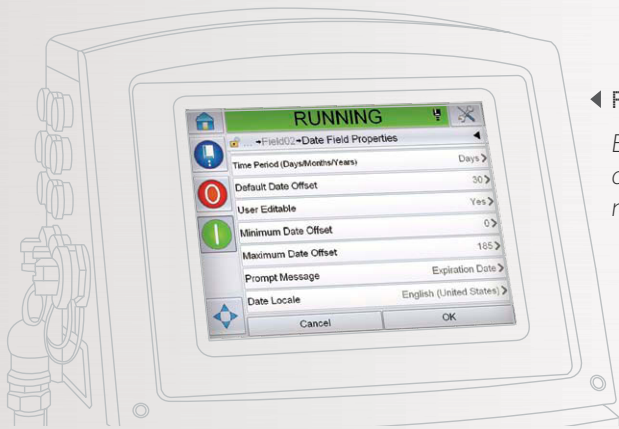 RUNNING
... →Field02→Date Field Properties
Time Period (Days/Months/Years) Days
Default Date Offset 30
User Editable Yes
Minimum Date Offset 0
Maximum Date Offset 185
Prompt Message Expiration Date
Date Locale English (United States)
Cancel OK